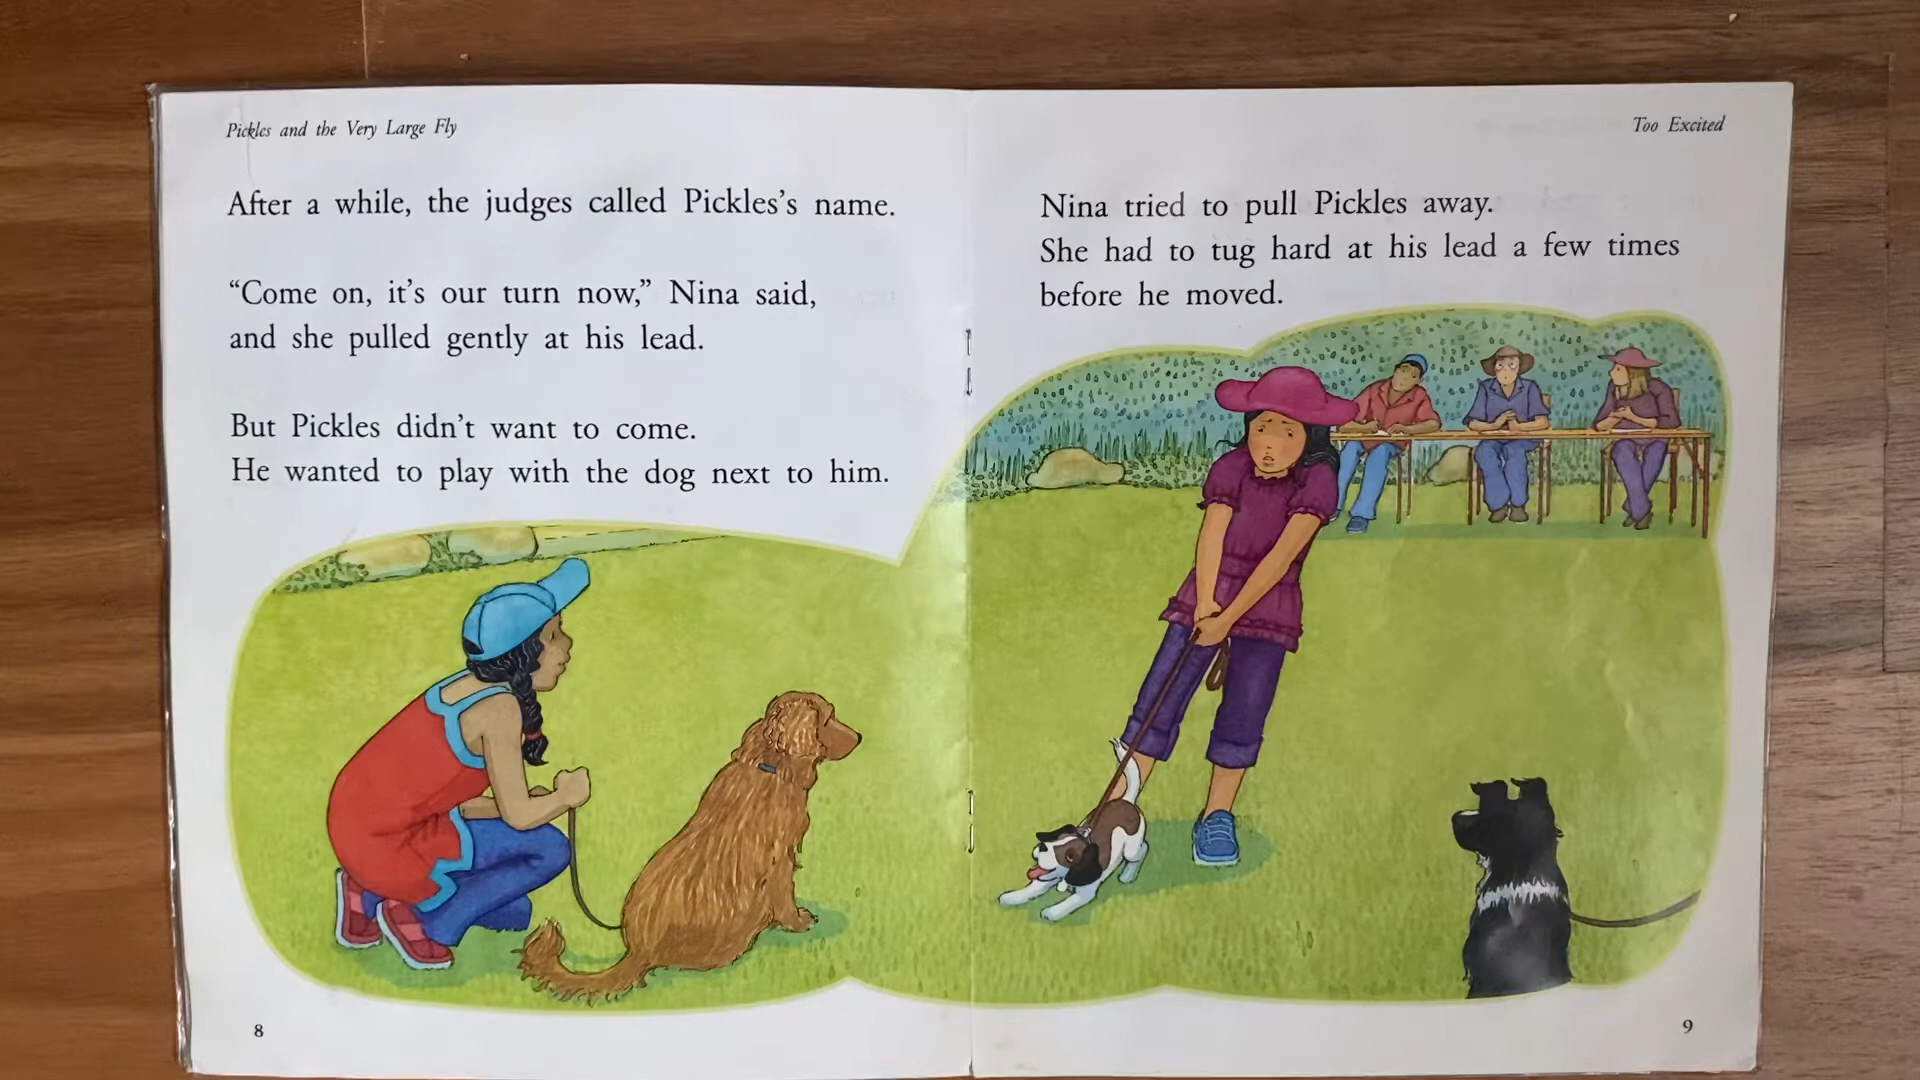 Pickles and the Very Large Fly
After a while, the judges called Pickles’s name.
“Come on, it’s our turn now,” Nina said,
and she pulled gently at his lead.
But Pickles didn’t want to come.
He wanted to play with the dog next to him.
8
Too Excited
Nina tried to pull Pickles away.
She had to tug hard at his lead a few times
before he moved.
9